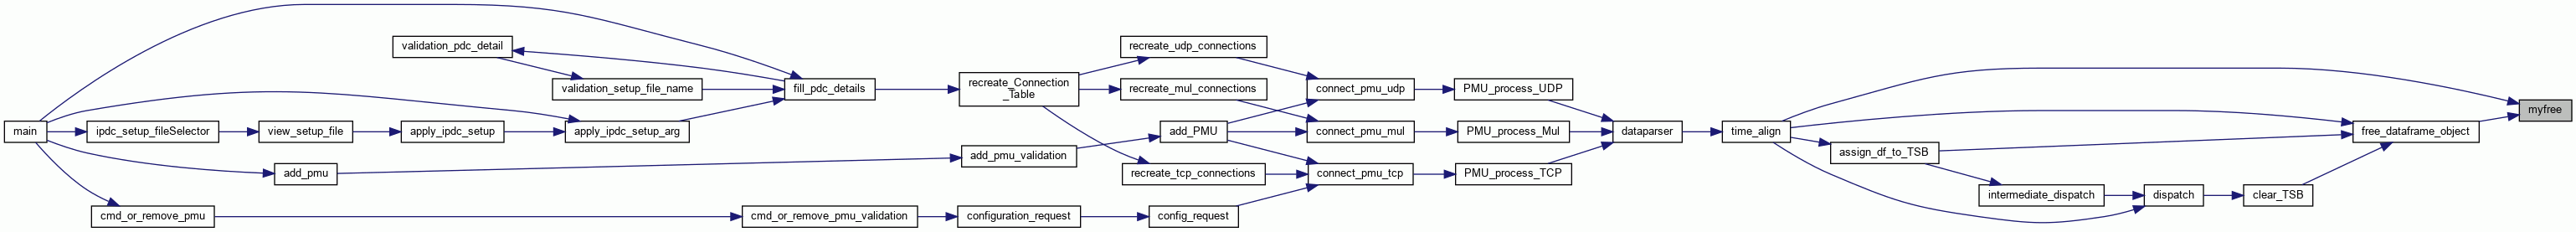 main
validation_pdc_detail
validation_setup_file_name
ipdc_setup_fileSelector
view_setup_file
apply_ipdc_setup
apply_ipdc_setup_arg
add_pmu
cmd_or_remove_pmu
fill_pdc_details
cmd_or_remove_pmu_validation
recreate_Connection
_Table
add_pmu_validation
configuration_request
recreate_udp_connections
recreate_mul_connections
add_PMU
recreate_tcp_connections
config_request
connect_pmu_udp
connect_pmu_mul
connect_pmu_tcp
PMU_process_UDP
PMU_process_Mul
PMU_process_TCP
dataparser
time_align
assign_df_to_TSB
intermediate_dispatch
dispatch
clear_TSB
free_dataframe_object
myfree